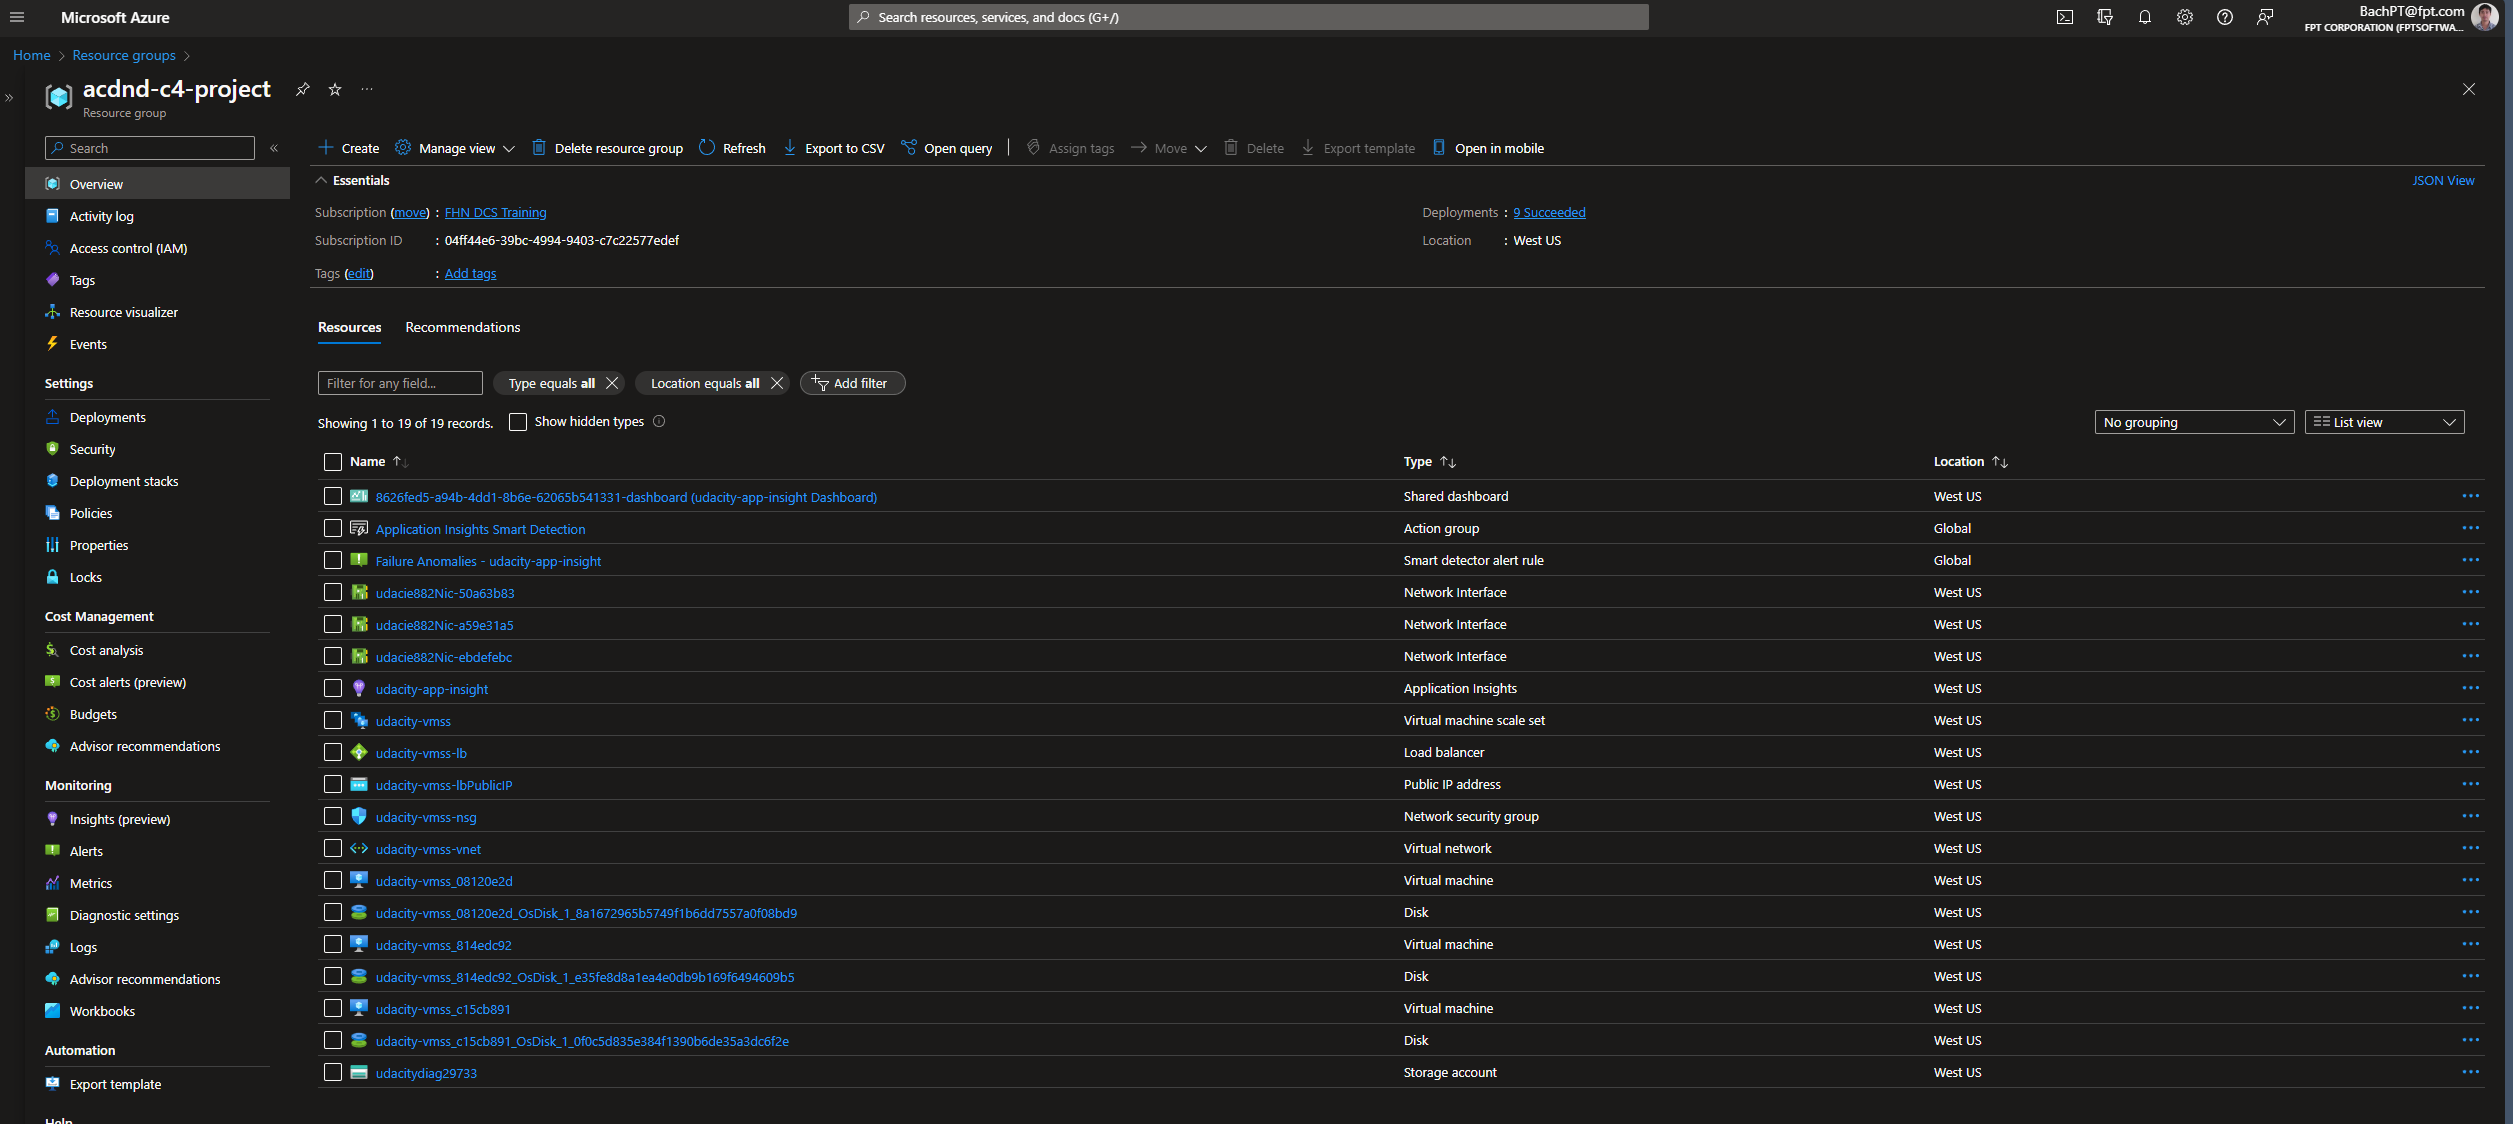 Microsoft Azure
Search resources, services, and docs (G+/)
BachPT@fpt.com
FPT CORPORATION (FPTSOFTWA...
Home > Resource groups >
acdnd-c4-project
Resource group
Search
Overview
Activity log
Access control (IAM)
Tags
Resource visualizer
Events
Settings
Deployments
Security
Deployment stacks
Policies
Properties
Locks
Cost Management
Cost analysis
Cost alerts (preview)
Budgets
Advisor recommendations
Monitoring
Insights (preview)
Alerts
Metrics
Diagnostic settings
Logs
Advisor recommendations
Workbooks
Automation
Export template
Help
Create Manage view Delete resource group Refresh Export to CSV Open query Assign tags Move Delete Export template Open in mobile
Essentials JSON View
Subscription (move) : FHN DCS Training Deployments : 9 Succeeded
Subscription ID : 04ff44e6-39bc-4994-9403-c7c22577edef Location : West US
Tags (edit) : Add tags
Resources Recommendations
Filter for any field... Type equals all Location equals all Add filter
Showing 1 to 19 of 19 records. Show hidden types No grouping List view
Name Type Location
8626fed5-a94b-4dd1-8b6e-62065b541331-dashboard (udacity-app-insight Dashboard) Shared dashboard West US
Application Insights Smart Detection Action group Global
Failure Anomalies - udacity-app-insight Smart detector alert rule Global
udacie882Nic-50a63b83 Network Interface West US
udacie882Nic-a59e31a5 Network Interface West US
udacie882Nic-ebdefebc Network Interface West US
udacity-app-insight Application Insights West US
udacity-vmss Virtual machine scale set West US
udacity-vmss-lb Load balancer West US
udacity-vmss-lbPublicIP Public IP address West US
udacity-vmss-nsg Network security group West US
udacity-vmss-vnet Virtual network West US
udacity-vmss_08120e2d Virtual machine West US
udacity-vmss_08120e2d_OsDisk_1_8a1672965b5749f1b6dd7557a0f08bd9 Disk West US
udacity-vmss_814edc92 Virtual machine West US
udacity-vmss_814edc92_OsDisk_1_e35fe8d8a1ea4e0db9b169f6494609b5 Disk West US
udacity-vmss_c15cb891 Virtual machine West US
udacity-vmss_c15cb891_OsDisk_1_0f0c5d835e384f1390b6de35a3dc6f2e Disk West US
udacitydiag29733 Storage account West US